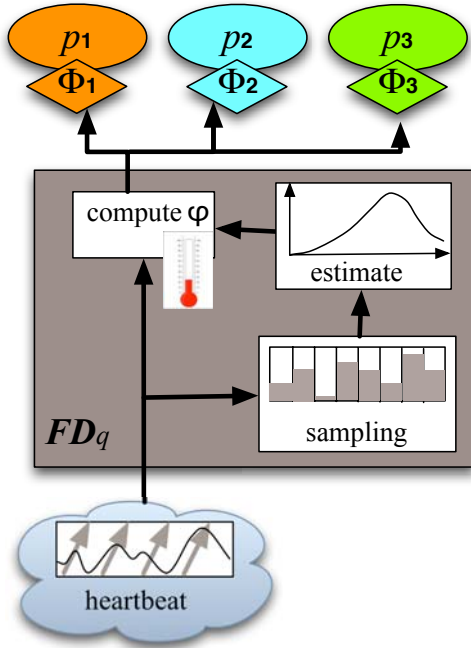 p1 p2 p3
Φ1 Φ2 Φ3
compute φ
estimate
sampling
FDq
heartbeat